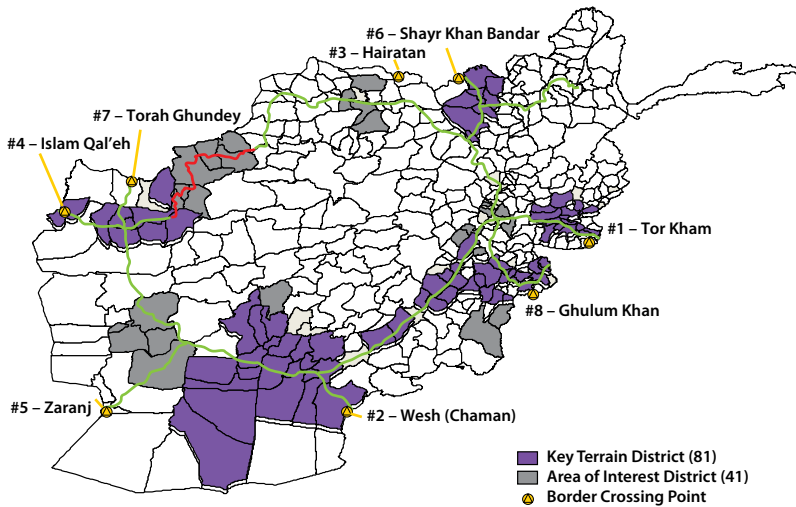 #6 – Shayr Khan Bandar
#3 – Hairatan
#7 – Torah Ghundey
#4 – Islam Qal'eh
#1 – Tor Kham
#8 – Ghulum Khan
#5 – Zaranj
#2 – Wesh (Chaman)
Key Terrain District (81)
Area of Interest District (41)
Border Crossing Point